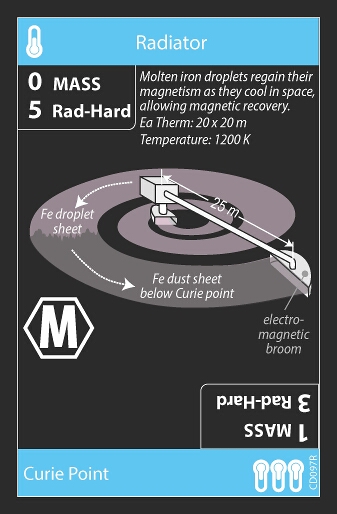 Radiator
0 MASS
5 Rad-Hard
Molten iron droplets regain their
magnetism as they cool in space,
allowing magnetic recovery.
Ea Therm: 20 x 20 m
Temperature: 1200 K
25 m
Fe droplet
sheet
Fe dust sheet
below Curie point
electro-
magnetic
broom
M
1 MASS
3 Rad-Hard
Curie Point
CD097R